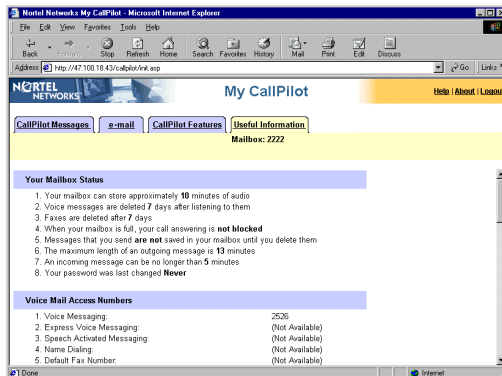 Nortel Networks My CallPilot - Microsoft Internet Explorer
File Edit View Favorites Tools Help
Back Forward Stop Refresh Home Search Favorites History Mail Print Edit Discuss
Address http://47.100.18.43/callpilot/init.asp Go Links
NORTEL NETWORKS
My CallPilot
Help | About | Logout
CallPilot Messages e-mail CallPilot Features Useful Information
Mailbox: 2222
Your Mailbox Status
1. Your mailbox can store approximately 10 minutes of audio
2. Voice messages are deleted 7 days after listening to them
3. Faxes are deleted after 7 days
4. When your mailbox is full, your call answering is not blocked
5. Messages that you send are not saved in your mailbox until you delete them
6. The maximum length of an outgoing message is 13 minutes
7. An incoming message can be no longer than 5 minutes
8. Your password was last changed Never
Voice Mail Access Numbers
1. Voice Messaging: 2526
2. Express Voice Messaging: (Not Available)
3. Speech Activated Messaging: (Not Available)
4. Name Dialing: (Not Available)
5. Default Fax Number: (Not Available)
Done Internet